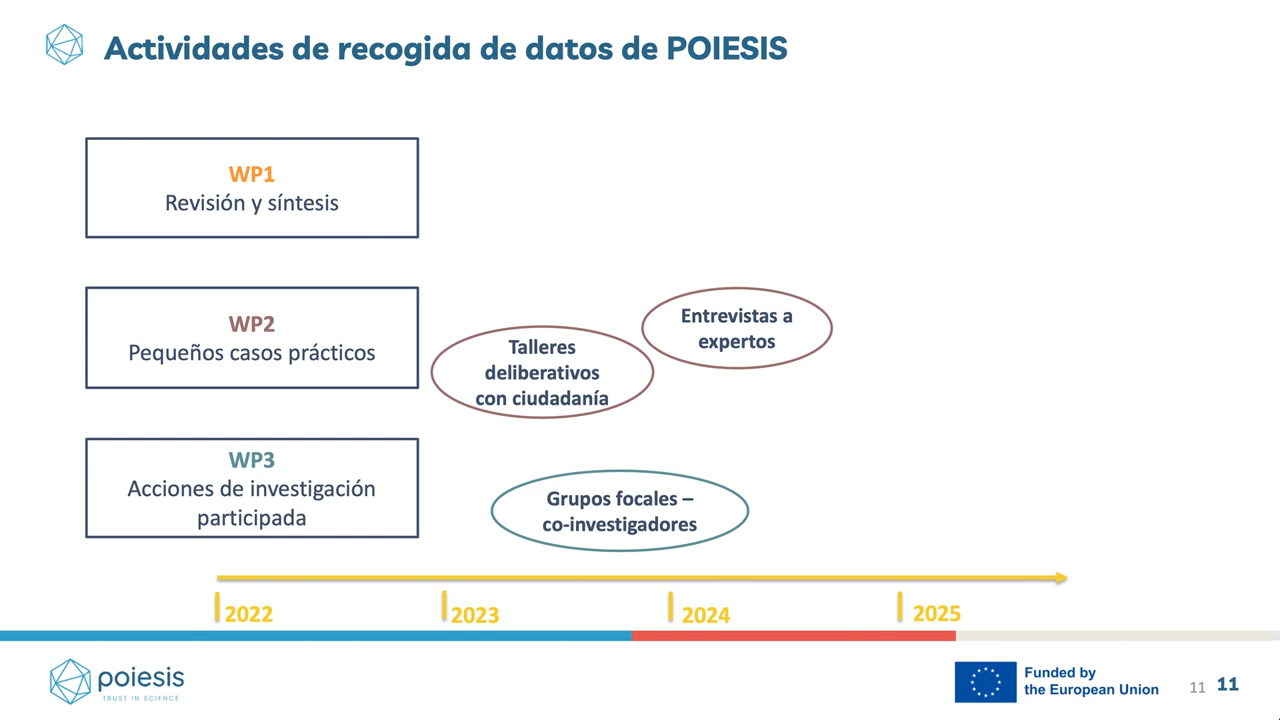 Actividades de recogida de datos de POIESIS
WP1
Revisión y síntesis
WP2
Pequeños casos prácticos
Talleres
deliberativos
con ciudadanía
Entrevistas a
expertos
WP3
Acciones de investigación
participada
Grupos focales –
co-investigadores
2022
2023
2024
2025
poiesis
TRUST IN SCIENCE
Funded by
the European Union
11 11